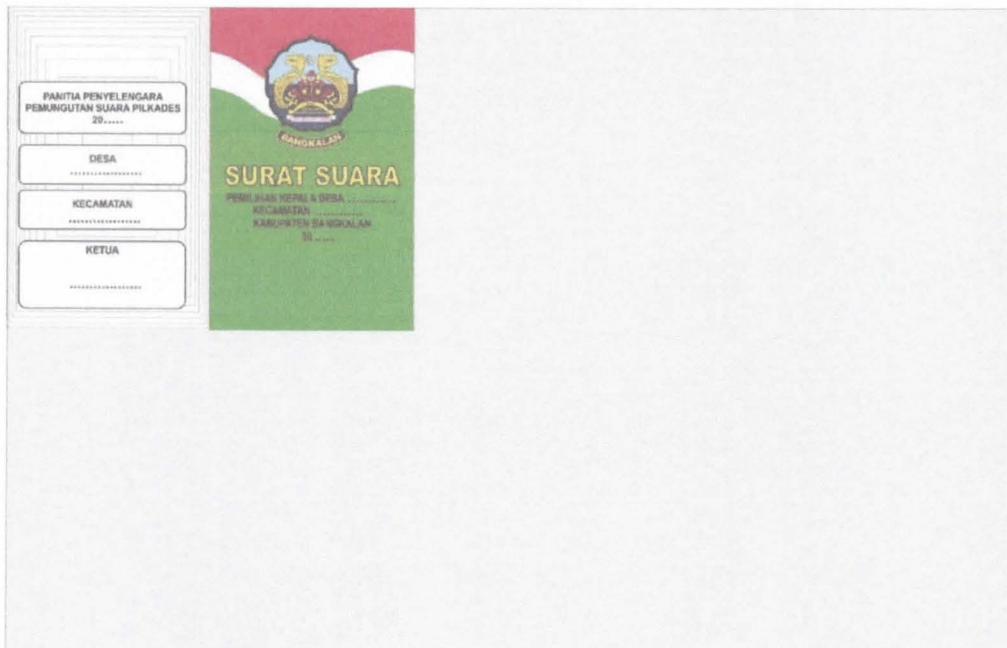 PANITIA PENYELENGARA
PEMUNGUTAN SUARA PILKADES
20.....
DESA
..................
KECAMATAN
..................
KETUA
..................
BANGKALAN
SURAT SUARA
PEMILIHAN KEPALA DESA ............
KECAMATAN ............
KABUPATEN BANGKALAN
20 .....